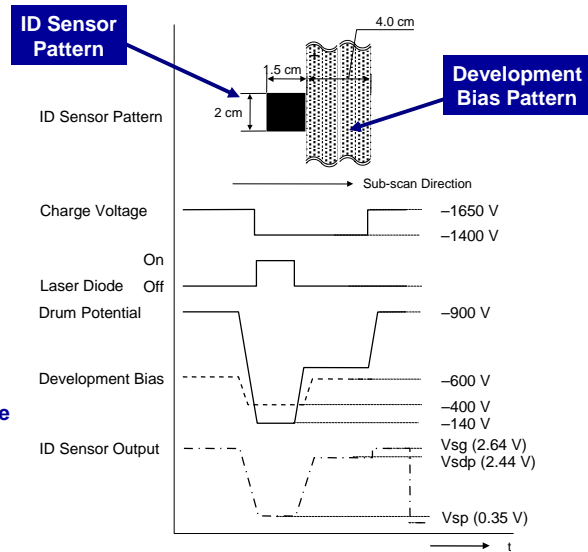 ID Sensor
Pattern
4.0 cm
1.5 cm
Development
Bias Pattern
ID Sensor Pattern
2 cm
Sub-scan Direction
Charge Voltage
–1650 V
–1400 V
On
Laser Diode Off
Drum Potential
–900 V
Development Bias
–600 V
–400 V
e
–140 V
ID Sensor Output
Vsg (2.64 V)
Vsdp (2.44 V)
Vsp (0.35 V)
t